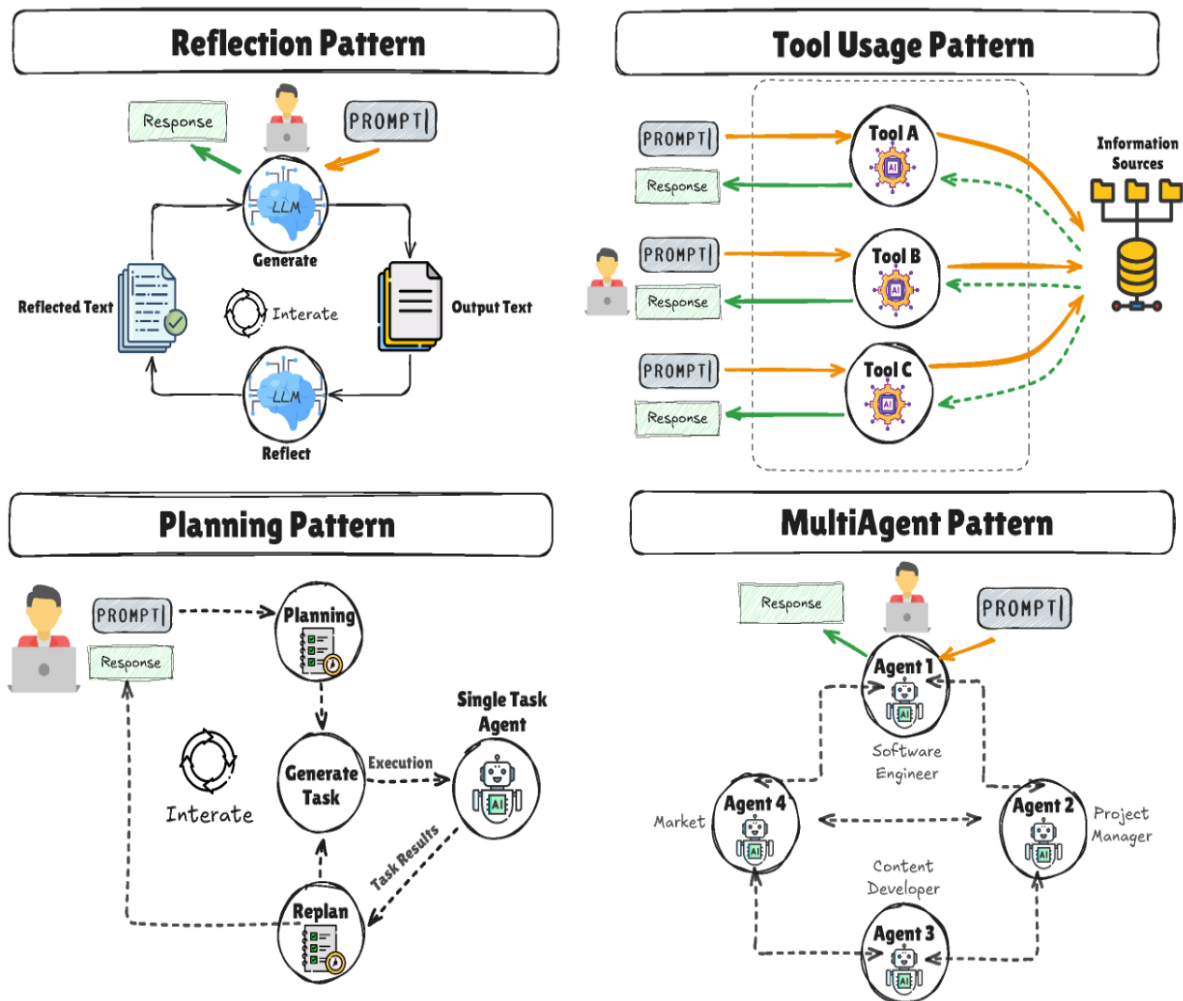 Reflection Pattern
Response
PROMPT
LLM
Generate
Reflected Text
Interate
Output Text
LLM
Reflect
Tool Usage Pattern
PROMPT
Response
Tool A
AI
Information
Sources
PROMPT
Response
Tool B
AI
PROMPT
Response
Tool C
AI
Planning Pattern
PROMPT
Response
Planning
Single Task
Agent
AI
Generate
Task
Execution
Interate
Task Results
Replan
MultiAgent Pattern
Response
PROMPT
Agent 1
AI
Software
Engineer
Agent 4
AI
Market
Agent 2
AI
Project
Manager
Content
Developer
Agent 3
AI